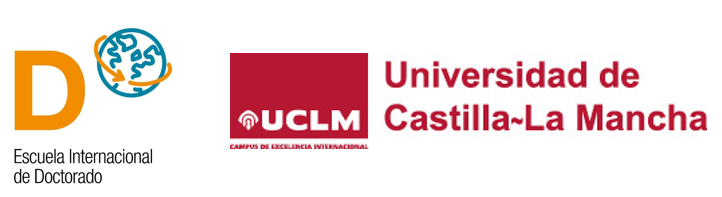 D
Escuela Internacional
de Doctorado
UCLM
CAMPUS DE EXCELENCIA INTERNACIONAL
Universidad de
Castilla~La Mancha